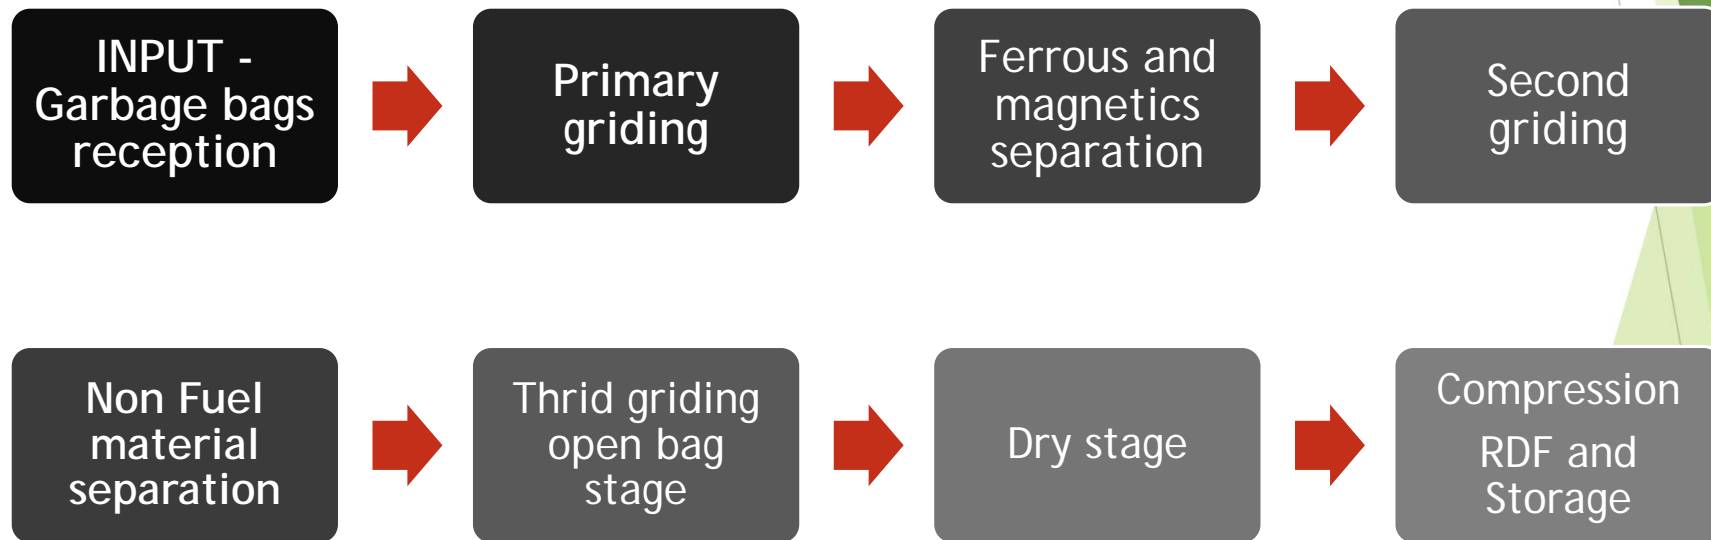 INPUT -
Garbage bags
reception
Primary
griding
Ferrous and
magnetics
separation
Second
griding
Non Fuel
material
separation
Thrid griding
open bag
stage
Dry stage
Compression
RDF and
Storage